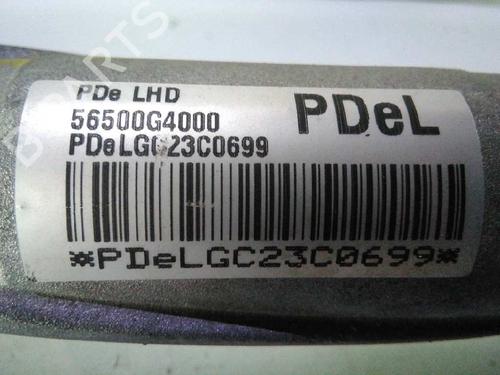 PDe LHD
56500G4000
PDeLGC23C0699
PDeL
*PDeLGC23C0699*